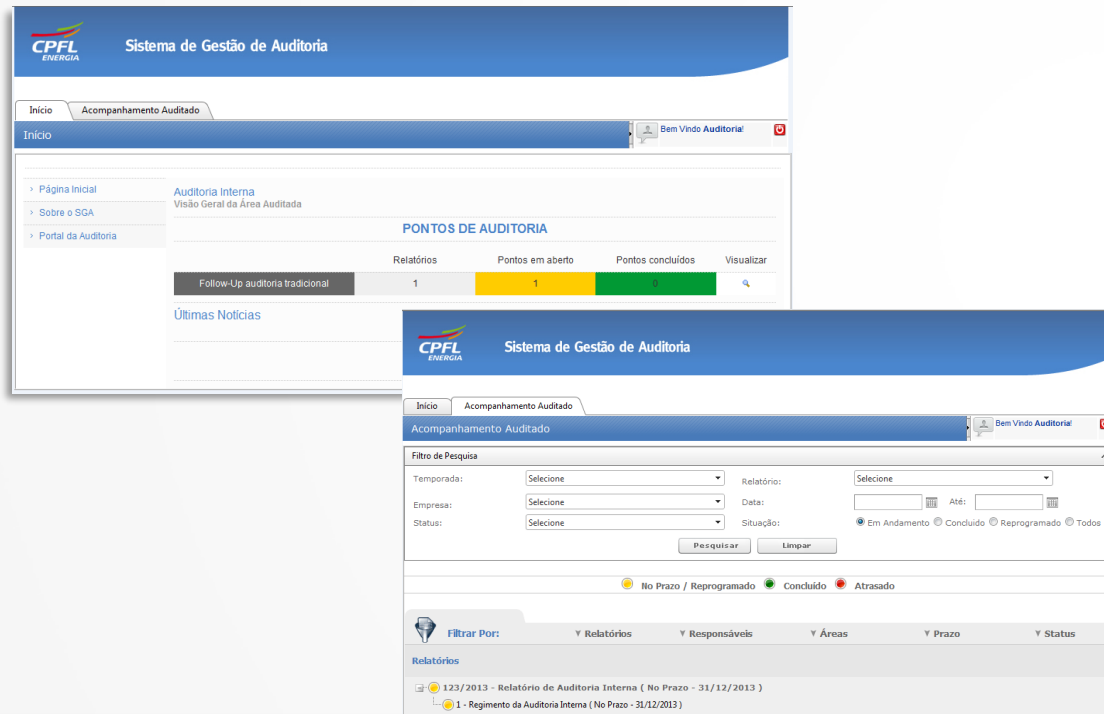 CPFL
ENERGIA
Sistema de Gestão de Auditoria
Início Acompanhamento Auditado
Início
Bem Vindo Auditoria!
Página Inicial
Sobre o SGA
Portal da Auditoria
Auditoria Interna
Visão Geral da Área Auditada
PONTOS DE AUDITORIA
Relatórios Pontos em aberto Pontos concluídos Visualizar
Follow-Up auditoria tradicional 1 1 0
Últimas Notícias
CPFL
ENERGIA
Sistema de Gestão de Auditoria
Início Acompanhamento Auditado
Acompanhamento Auditado
Bem Vindo Auditoria!
Filtro de Pesquisa
Temporada: Selecione Relatório: Selecione
Empresa: Selecione Data: Até:
Status: Selecione Situação: Em Andamento Concluido Reprogramado Todos
Pesquisar Limpar
No Prazo / Reprogramado Concluído Atrasado
Filtrar Por: Relatórios Responsáveis Áreas Prazo Status
Relatórios
123/2013 - Relatório de Auditoria Interna ( No Prazo - 31/12/2013 )
1 - Regimento da Auditoria Interna ( No Prazo - 31/12/2013 )